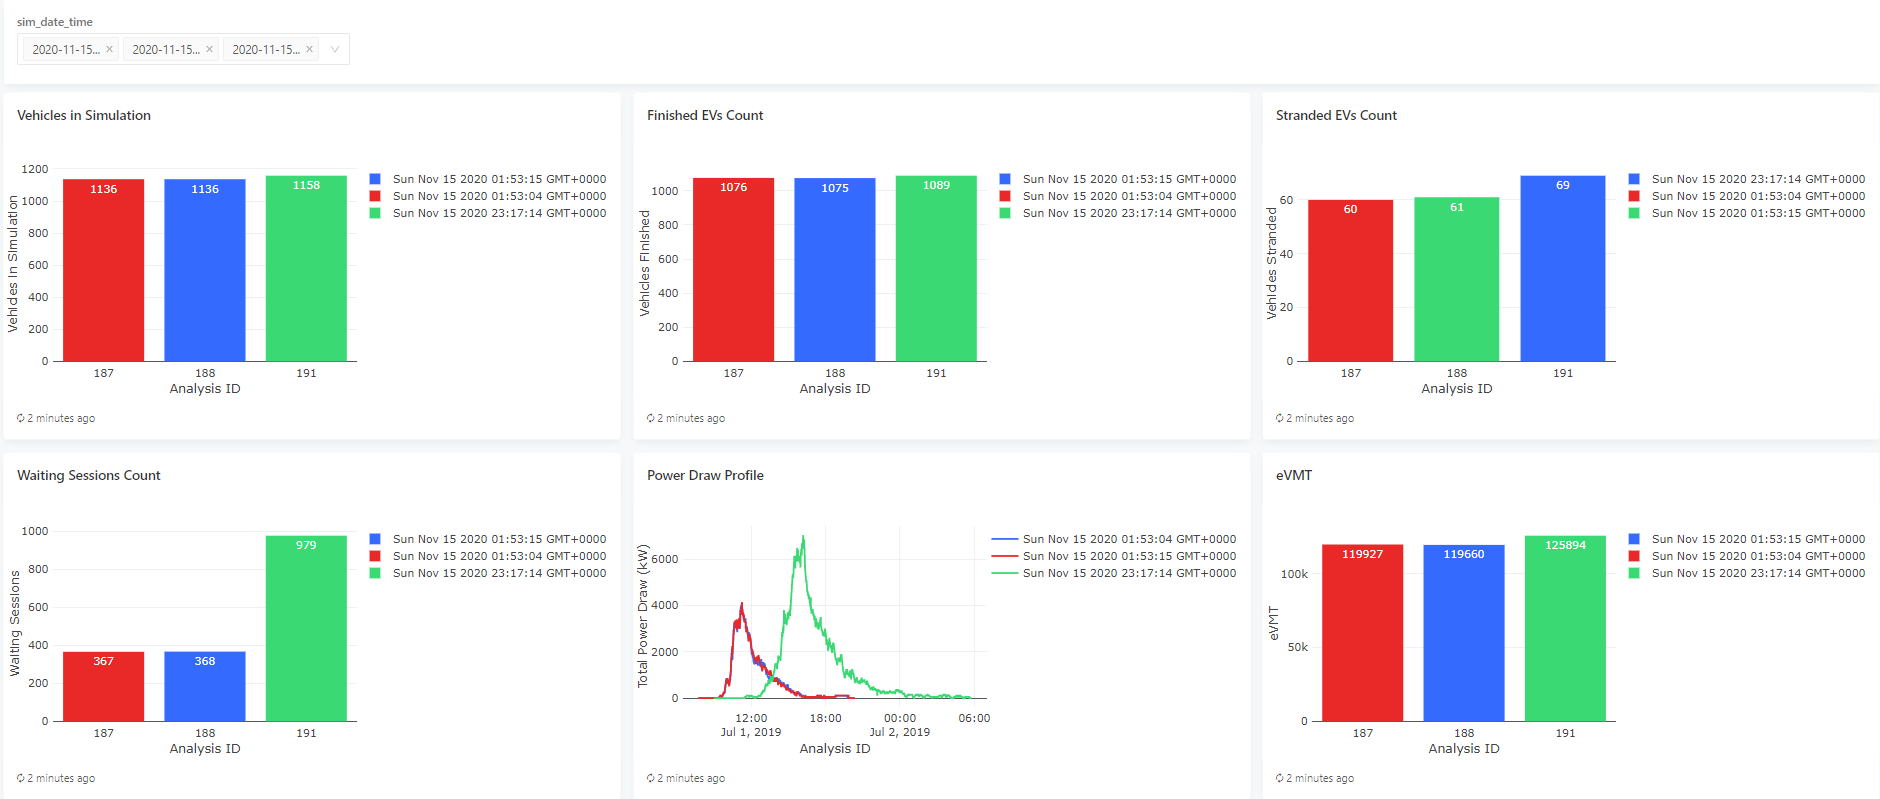 sim_date_time
2020-11-15... × 2020-11-15... × 2020-11-15... ×
Vehicles in Simulation
Vehicles in Simulation
1200
1000
800
600
400
200
0
1136
1136
1158
187
188
191
Analysis ID
Sun Nov 15 2020 01:53:15 GMT+0000
Sun Nov 15 2020 01:53:04 GMT+0000
Sun Nov 15 2020 23:17:14 GMT+0000
2 minutes ago
Finished EVs Count
Vehicles Finished
1000
800
600
400
200
0
1076
1075
1089
187
188
191
Analysis ID
Sun Nov 15 2020 01:53:15 GMT+0000
Sun Nov 15 2020 01:53:04 GMT+0000
Sun Nov 15 2020 23:17:14 GMT+0000
2 minutes ago
Stranded EVs Count
Vehicles Stranded
60
40
20
0
60
61
69
187
188
191
Analysis ID
Sun Nov 15 2020 23:17:14 GMT+0000
Sun Nov 15 2020 01:53:04 GMT+0000
Sun Nov 15 2020 01:53:15 GMT+0000
2 minutes ago
Waiting Sessions Count
Waiting Sessions
1000
800
600
400
200
0
367
368
979
187
188
191
Analysis ID
Sun Nov 15 2020 01:53:15 GMT+0000
Sun Nov 15 2020 01:53:04 GMT+0000
Sun Nov 15 2020 23:17:14 GMT+0000
2 minutes ago
Power Draw Profile
Total Power Draw (kW)
6000
4000
2000
0
12:00
18:00
00:00
06:00
Jul 1, 2019
Jul 2, 2019
Analysis ID
Sun Nov 15 2020 01:53:04 GMT+0000
Sun Nov 15 2020 01:53:15 GMT+0000
Sun Nov 15 2020 23:17:14 GMT+0000
2 minutes ago
eVMT
eVMT
100k
50k
0
119927
119660
125894
187
188
191
Analysis ID
Sun Nov 15 2020 01:53:15 GMT+0000
Sun Nov 15 2020 01:53:04 GMT+0000
Sun Nov 15 2020 23:17:14 GMT+0000
2 minutes ago